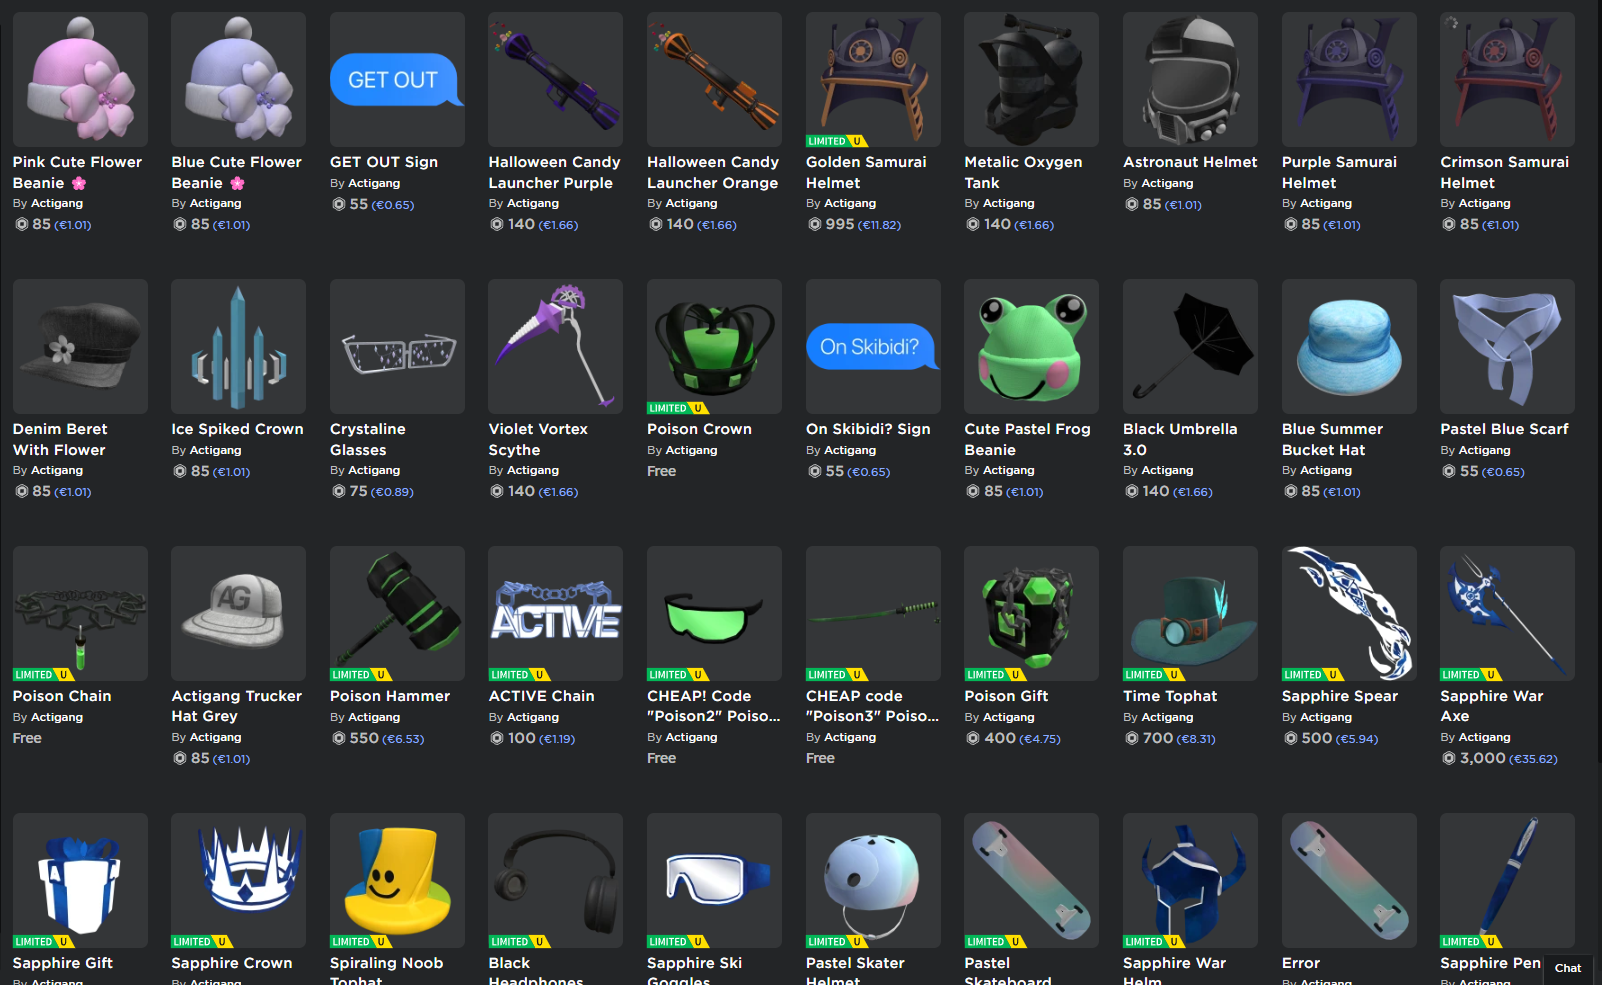 GET OUT
LIMITED U
Pink Cute Flower
Beanie 🌸
By Actigang
85 (€1.01)
Blue Cute Flower
Beanie 🌸
By Actigang
85 (€1.01)
GET OUT Sign
By Actigang
55 (€0.65)
Halloween Candy
Launcher Purple
By Actigang
140 (€1.66)
Halloween Candy
Launcher Orange
By Actigang
140 (€1.66)
Golden Samurai
Helmet
By Actigang
995 (€11.82)
Metalic Oxygen
Tank
By Actigang
140 (€1.66)
Astronaut Helmet
By Actigang
85 (€1.01)
Purple Samurai
Helmet
By Actigang
85 (€1.01)
Crimson Samurai
Helmet
By Actigang
85 (€1.01)
Denim Beret
With Flower
By Actigang
85 (€1.01)
Ice Spiked Crown
By Actigang
85 (€1.01)
Crystaline
Glasses
By Actigang
75 (€0.89)
Violet Vortex
Scythe
By Actigang
140 (€1.66)
LIMITED U
Poison Crown
By Actigang
Free
On Skibidi?
On Skibidi? Sign
By Actigang
55 (€0.65)
Cute Pastel Frog
Beanie
By Actigang
85 (€1.01)
Black Umbrella
3.0
By Actigang
140 (€1.66)
Blue Summer
Bucket Hat
By Actigang
85 (€1.01)
Pastel Blue Scarf
By Actigang
55 (€0.65)
LIMITED U
Poison Chain
By Actigang
Free
AG
Actigang Trucker
Hat Grey
By Actigang
85 (€1.01)
LIMITED U
Poison Hammer
By Actigang
550 (€6.53)
ACTIVE
LIMITED U
ACTIVE Chain
By Actigang
100 (€1.19)
LIMITED U
CHEAP! Code
"Poison2" Poiso...
By Actigang
Free
LIMITED U
CHEAP code
"Poison3" Poiso...
By Actigang
Free
LIMITED U
Poison Gift
By Actigang
400 (€4.75)
LIMITED U
Time Tophat
By Actigang
700 (€8.31)
LIMITED U
Sapphire Spear
By Actigang
500 (€5.94)
LIMITED U
Sapphire War
Axe
By Actigang
3,000 (€35.62)
LIMITED U
Sapphire Gift
By Actigang
LIMITED U
Sapphire Crown
By Actigang
LIMITED U
Spiraling Noob
Tophat
LIMITED U
Black
Headphones
LIMITED U
Sapphire Ski
Goggles
LIMITED U
Pastel Skater
Helmet
LIMITED U
Pastel
Skateboard
LIMITED U
Sapphire War
Helm
Error
By Actigang
LIMITED U
Sapphire Pen
By Actigang
Chat